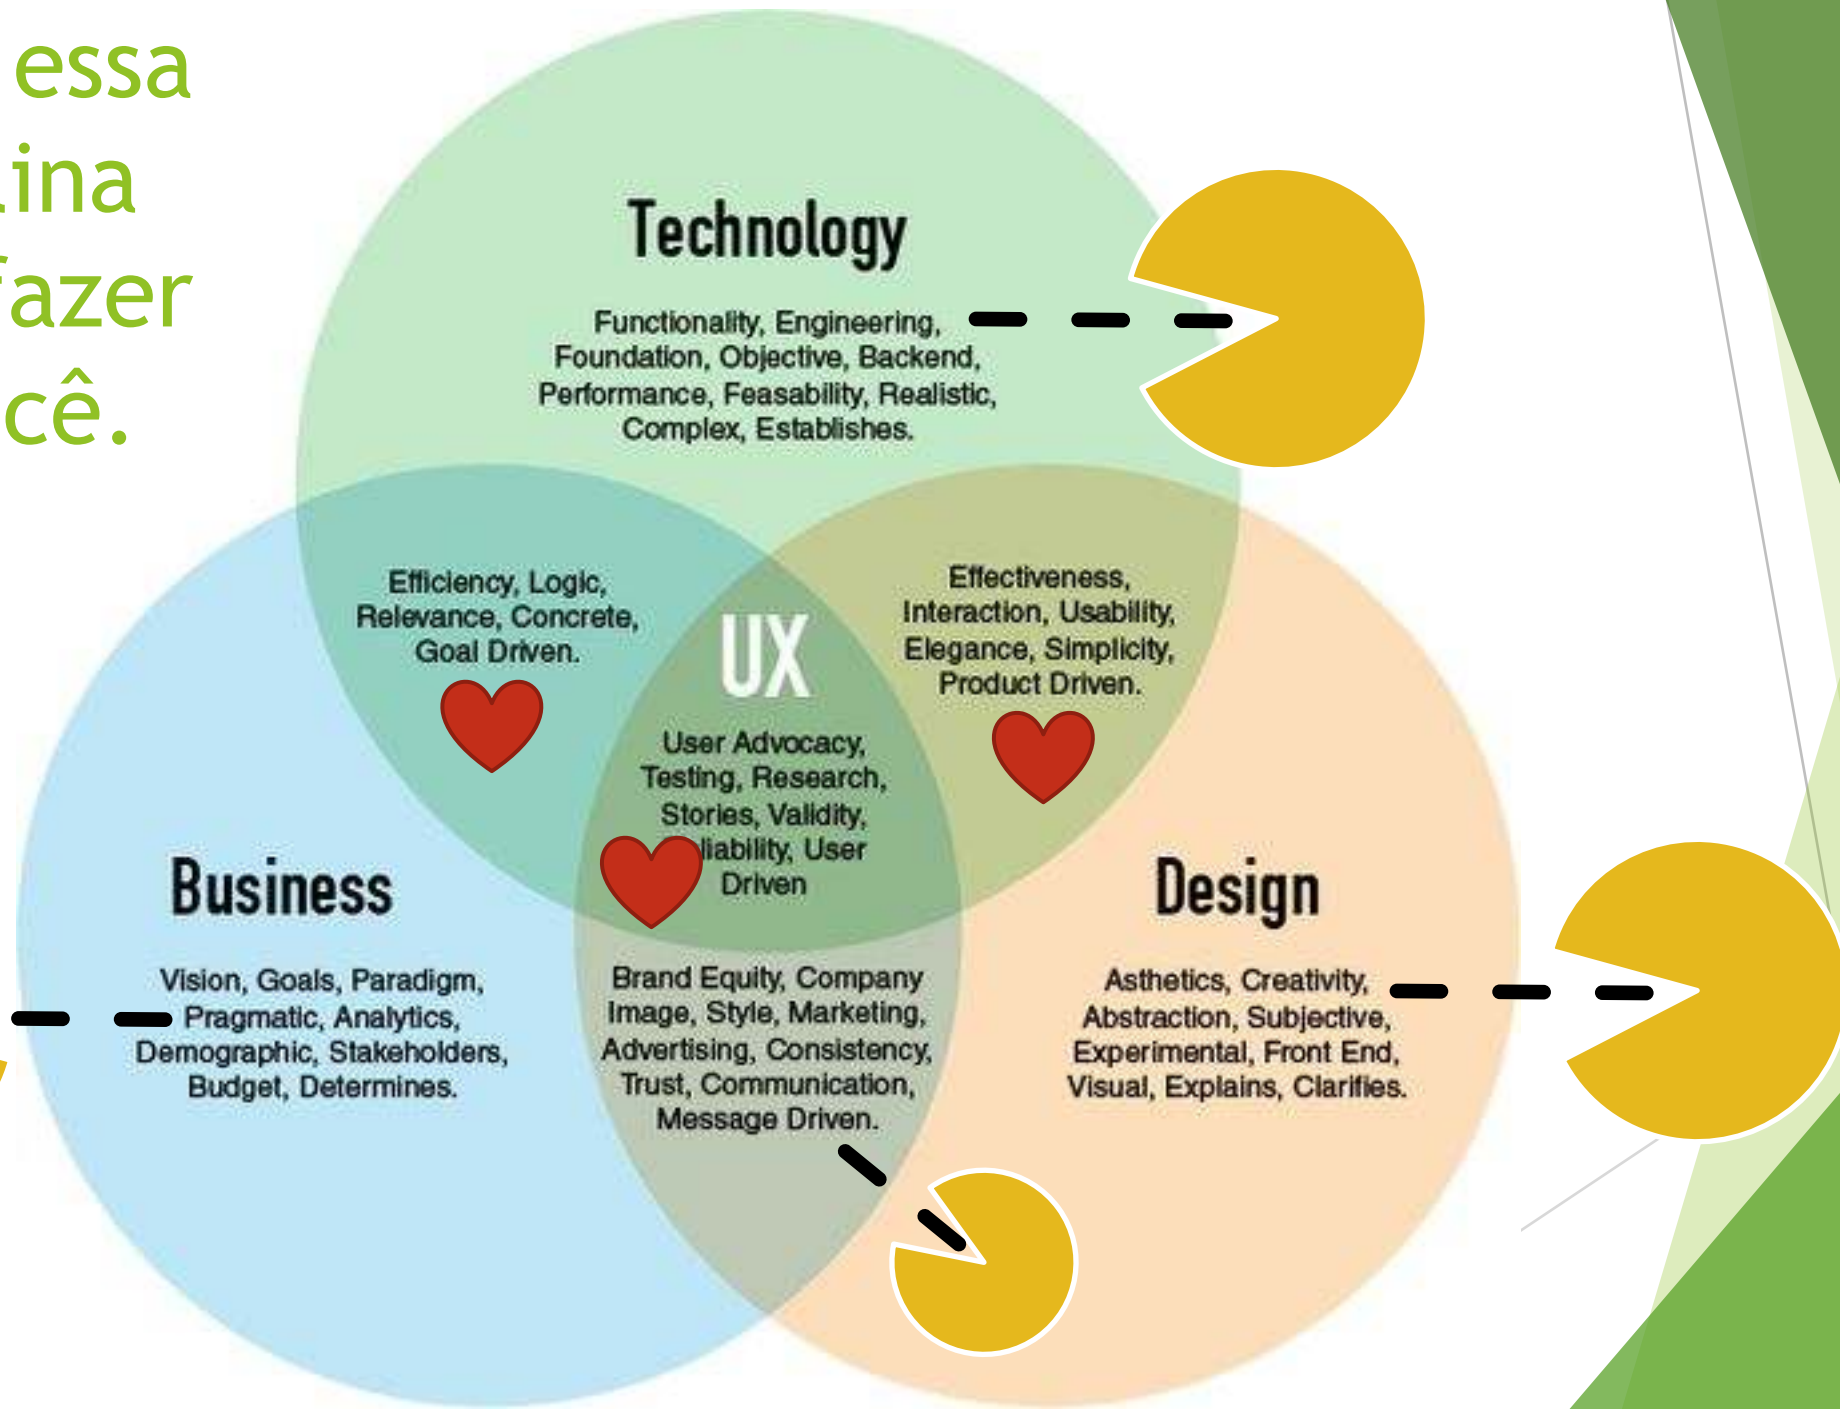 essa
ina
fazer
cê.
Technology
Functionality, Engineering,
Foundation, Objective, Backend,
Performance, Feasability, Realistic,
Complex, Establishes.
Efficiency, Logic,
Relevance, Concrete,
Goal Driven.
UX
User Advocacy,
Testing, Research,
Stories, Validity,
liability, User
Driven
Effectiveness,
Interaction, Usability,
Elegance, Simplicity,
Product Driven.
Business
Vision, Goals, Paradigm,
Pragmatic, Analytics,
Demographic, Stakeholders,
Budget, Determines.
Brand Equity, Company
Image, Style, Marketing,
Advertising, Consistency,
Trust, Communication,
Message Driven.
Design
Asthetics, Creativity,
Abstraction, Subjective,
Experimental, Front End,
Visual, Explains, Clarifies.